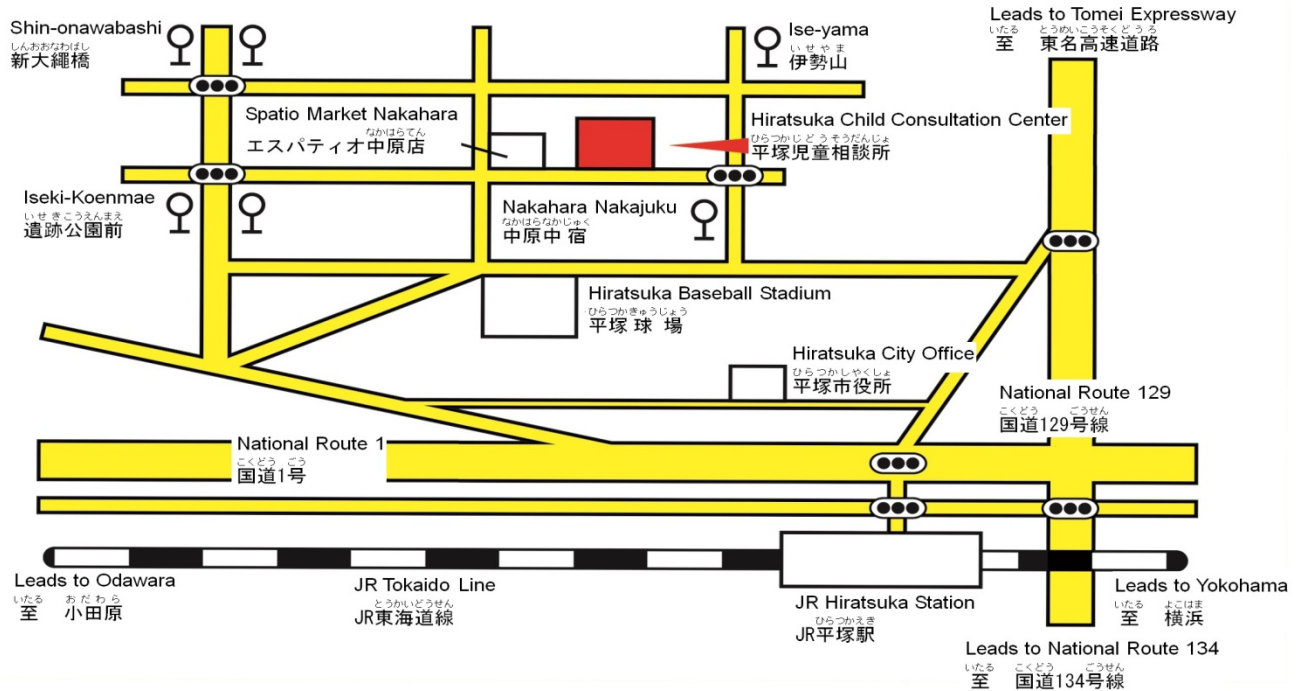 Shin-onawabashi
しんおおなわばし
新大縄橋
Ise-yama
いせやま
伊勢山
Leads to Tomei Expressway
いたる とうめいこうそくどうろ
至 東名高速道路
Spatio Market Nakahara
なかはらてん
エスパティオ中原店
Hiratsuka Child Consultation Center
ひらつかじどうそうだんじょ
平塚児童相談所
Iseki-Koenmae
いせきこうえんまえ
遺跡公園前
Nakahara Nakajuku
なかはらなかじゅく
中原中宿
Hiratsuka Baseball Stadium
ひらつかきゅうじょう
平塚球場
Hiratsuka City Office
ひらつかしやくしょ
平塚市役所
National Route 129
こくどう ごうせん
国道129号線
National Route 1
こくどう ごう
国道1号
Leads to Odawara
いたる おだわら
至 小田原
JR Tokaido Line
とうかいどうせん
JR東海道線
JR Hiratsuka Station
ひらつかえき
JR平塚駅
Leads to Yokohama
いたる よこはま
至 横浜
Leads to National Route 134
いたる こくどう ごうせん
至 国道134号線